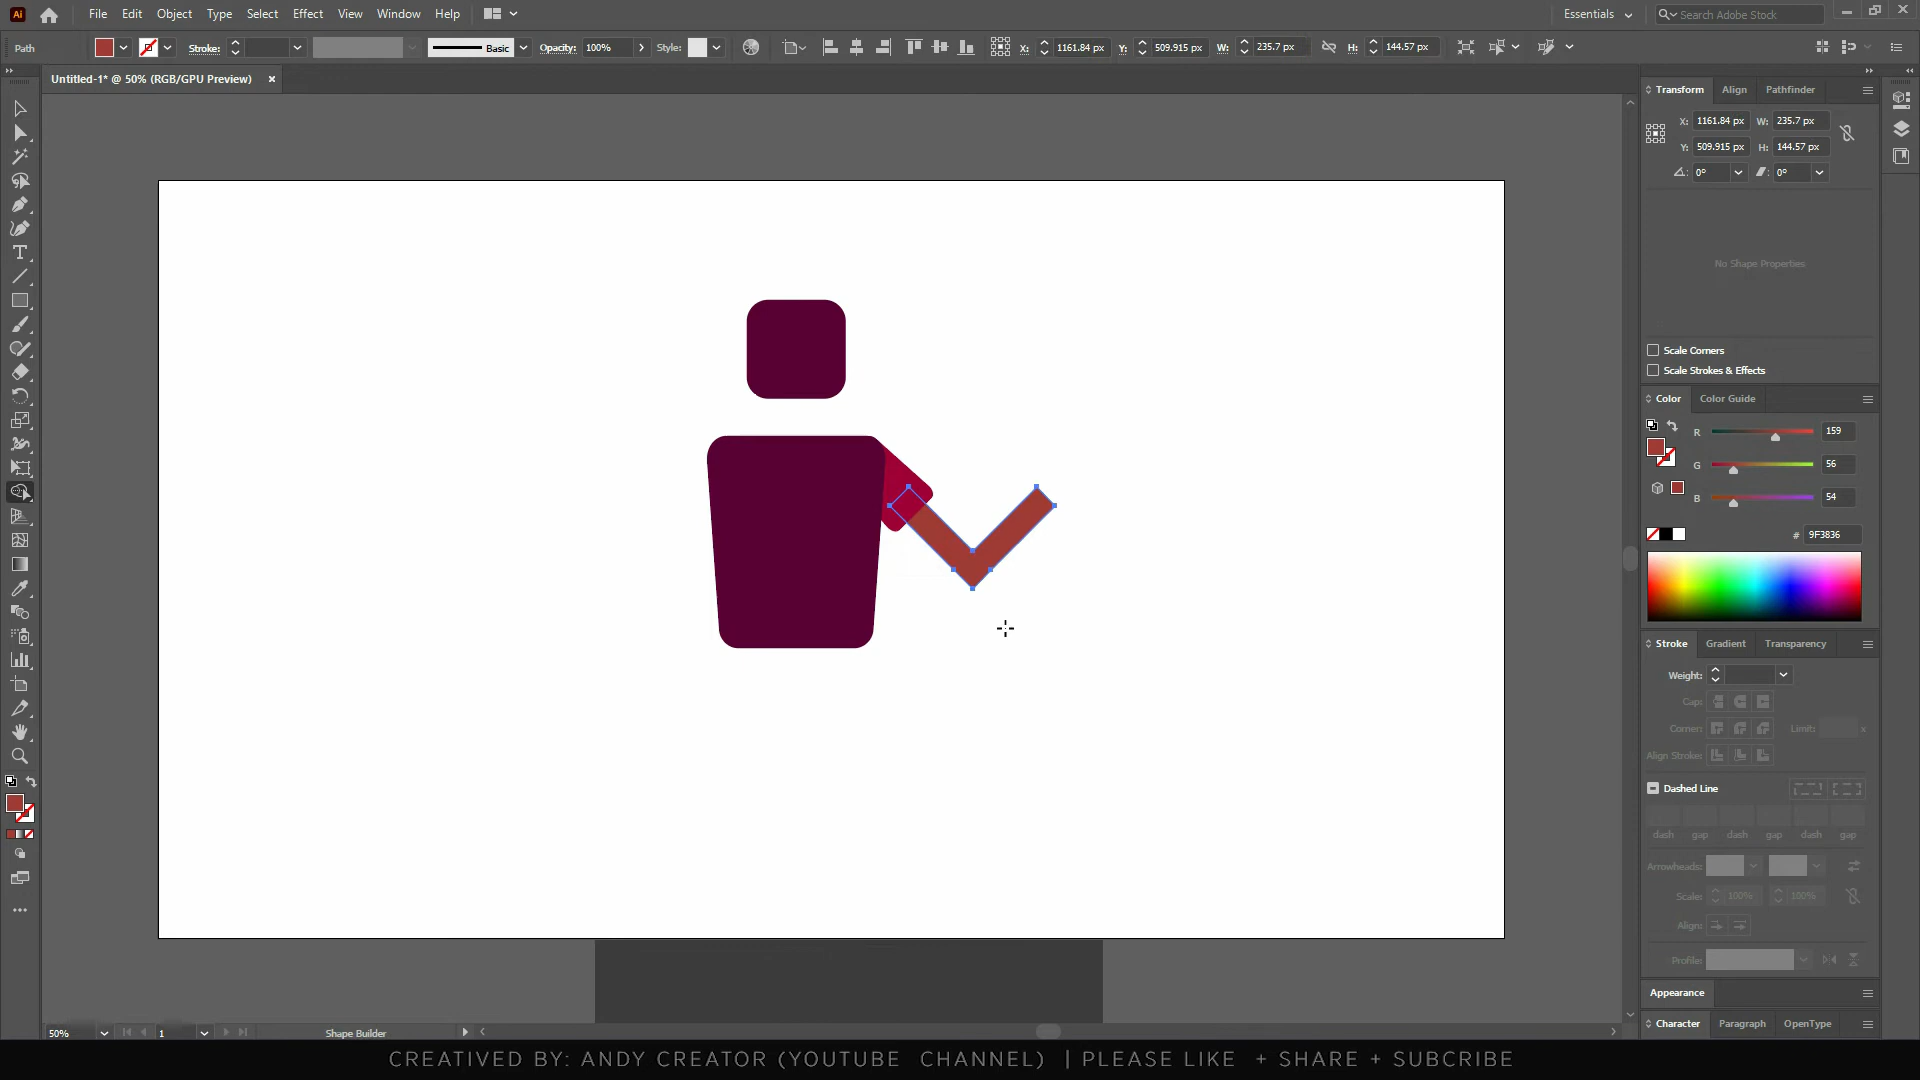 Ai File Edit Object Type Select Effect View Window Help Essentials Search Adobe Stock
Path Stroke: Basic Opacity: 100% Style: X: 1161.84 px Y: 509.915 px W: 235.7 px H: 144.57 px
Untitled-1* @ 50% (RGB/GPU Preview) ×
Transform Align Pathfinder
X: 1161.84 px W: 235.7 px
Y: 509.915 px H: 144.57 px
0° 0°
No Shape Properties
Scale Corners
Scale Strokes & Effects
Color Color Guide
R 159
G 56
B 54
# 9F3836
Stroke Gradient Transparency
Weight:
Cap:
Corner: Limit: x
Align Stroke:
Dashed Line
dash gap dash gap dash gap
Arrowheads:
Scale: 100% 100%
Align:
Profile:
Appearance
Character Paragraph OpenType
50% 1 Shape Builder
CREATIVED BY: ANDY CREATOR (YOUTUBE CHANNEL) | PLEASE LIKE + SHARE + SUBCRIBE